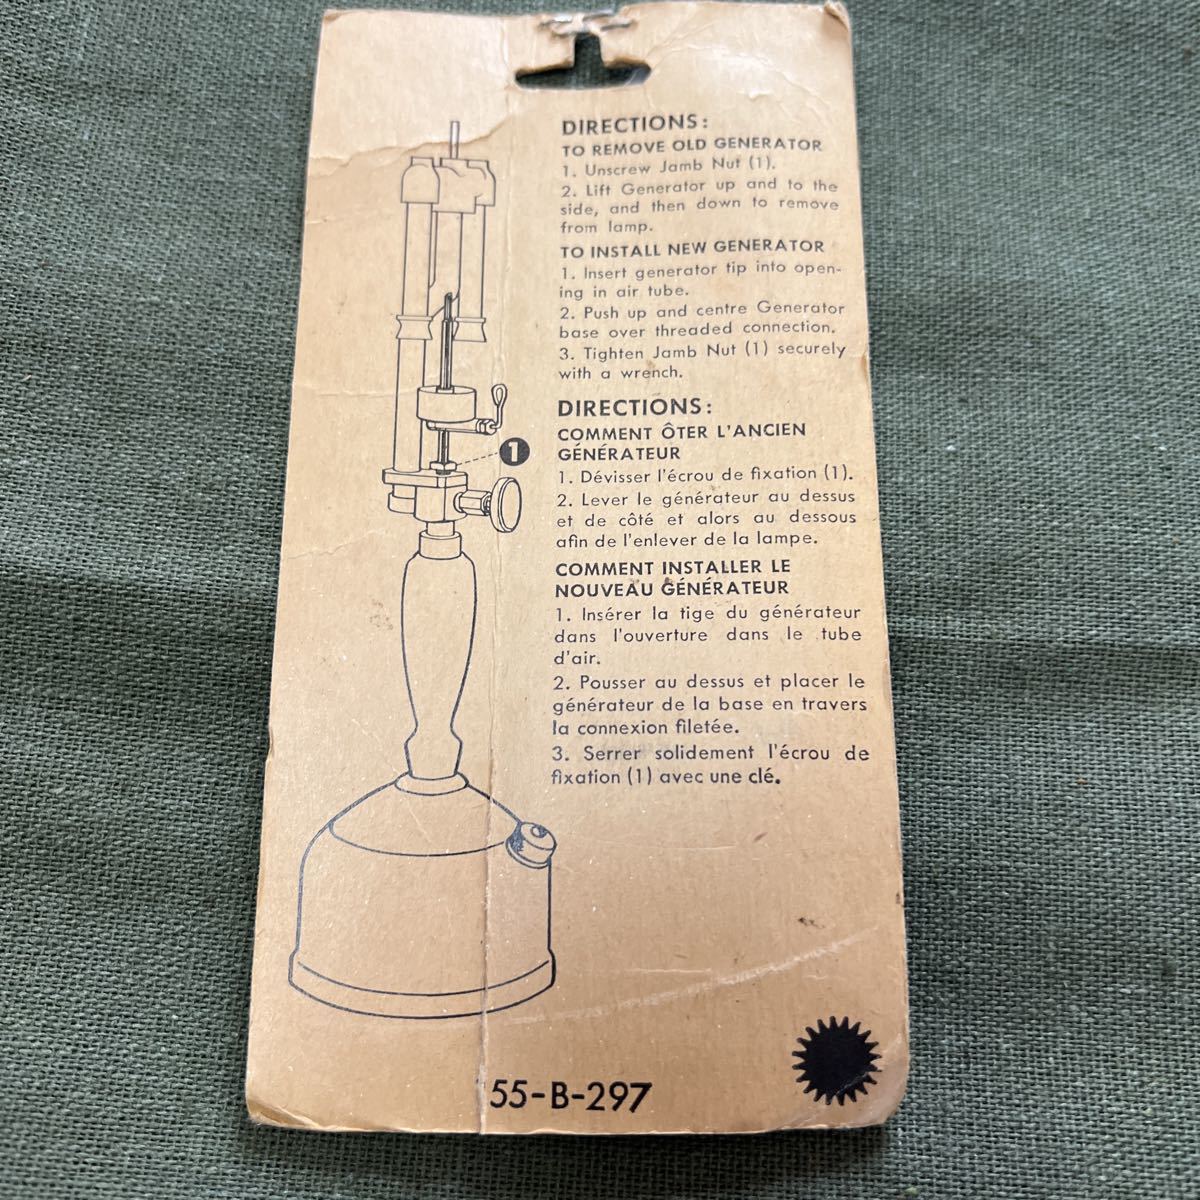 DIRECTIONS:
TO REMOVE OLD GENERATOR
1. Unscrew Jamb Nut (1).
2. Lift Generator up and to the
side, and then down to remove
from lamp.
TO INSTALL NEW GENERATOR
1. Insert generator tip into open-
ing in air tube.
2. Push up and centre Generator
base over threaded connection.
3. Tighten Jamb Nut (1) securely
with a wrench.
DIRECTIONS:
COMMENT ÔTER L'ANCIEN
GÉNÉRATEUR
1. Dévisser l'écrou de fixation (1).
2. Lever le générateur au dessus
et de côté et alors au dessous
afin de l'enlever de la lampe.
COMMENT INSTALLER LE
NOUVEAU GÉNÉRATEUR
1. Insérer la tige du générateur
dans l'ouverture dans le tube
d'air.
2. Pousser au dessus et placer le
générateur de la base en travers
la connexion filetée.
3. Serrer solidement l'écrou de
fixation (1) avec une clé.
1
55-B-297